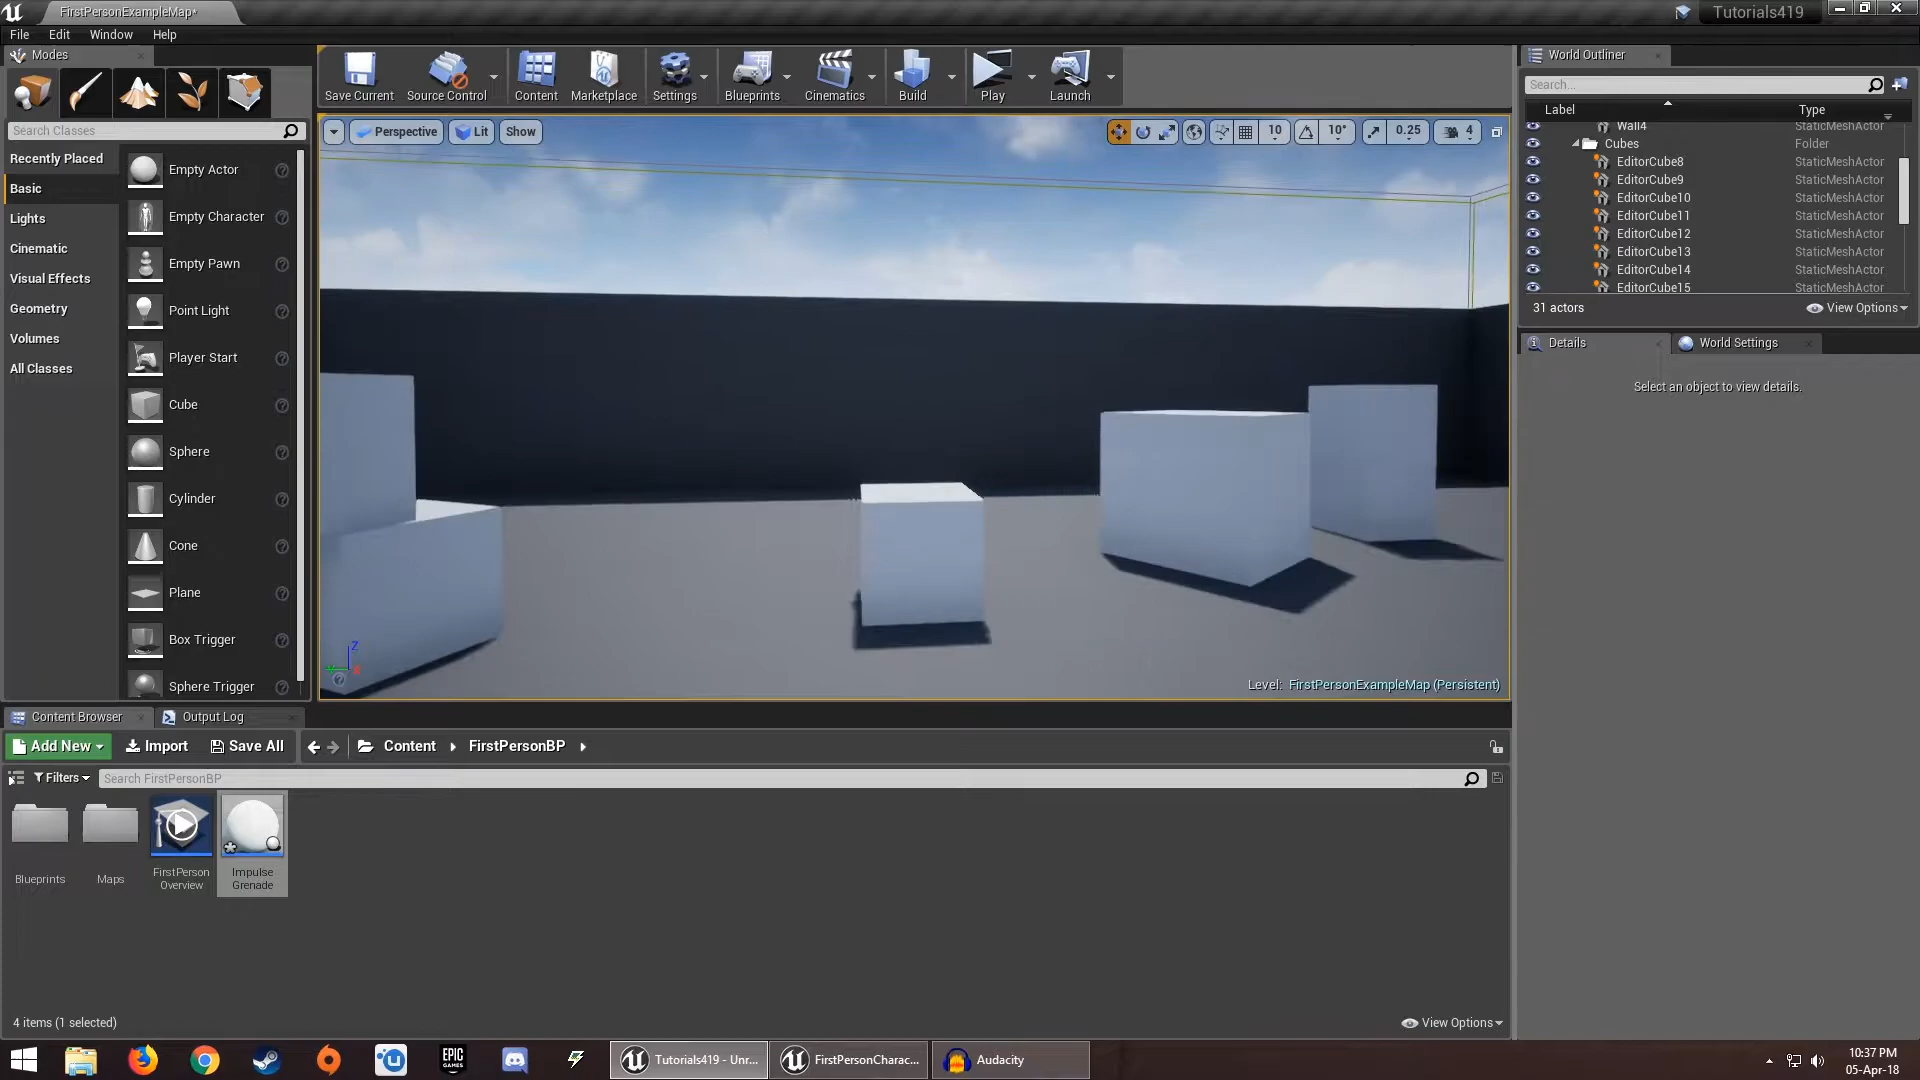 FirstPersonExampleMap*
Tutorials419
File Edit Window Help
Modes
Search Classes
Recently Placed
Basic
Lights
Cinematic
Visual Effects
Geometry
Volumes
All Classes
Empty Actor
Empty Character
Empty Pawn
Point Light
Player Start
Cube
Sphere
Cylinder
Cone
Plane
Box Trigger
Sphere Trigger
Save Current Source Control Content Marketplace Settings Blueprints Cinematics Build Play Launch
Perspective Lit Show
10 10° 0.25 4
Z
Level: FirstPersonExampleMap (Persistent)
World Outliner
Search...
Label Type
Wall4 StaticMeshActor
Cubes Folder
EditorCube8 StaticMeshActor
EditorCube9 StaticMeshActor
EditorCube10 StaticMeshActor
EditorCube11 StaticMeshActor
EditorCube12 StaticMeshActor
EditorCube13 StaticMeshActor
EditorCube14 StaticMeshActor
EditorCube15 StaticMeshActor
31 actors View Options
Details World Settings
Select an object to view details.
Content Browser Output Log
Add New Import Save All Content FirstPersonBP
Filters Search FirstPersonBP
Blueprints
Maps
FirstPerson
Overview
Impulse
Grenade
4 items (1 selected) View Options
EPIC
GAMES
Tutorials419 - Unr... FirstPersonCharac... Audacity
10:37 PM
05-Apr-18